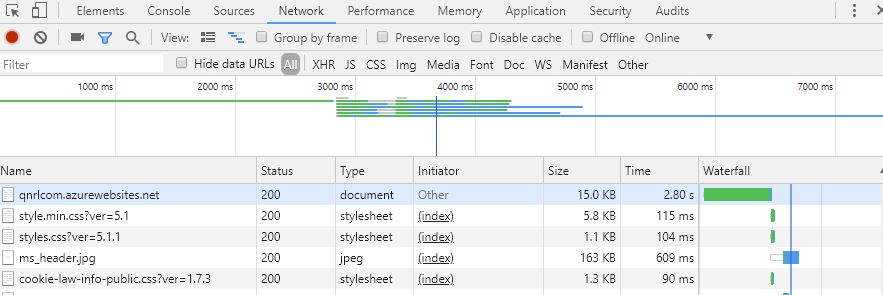 Elements Console Sources Network Performance Memory Application Security Audits
View: Group by frame Preserve log Disable cache Offline Online
Filter Hide data URLs All XHR JS CSS Img Media Font Doc WS Manifest Other
1000 ms 2000 ms 3000 ms 4000 ms 5000 ms 6000 ms 7000 ms
Name Status Type Initiator Size Time Waterfall
qnrlcom.azurewebsites.net 200 document Other 15.0 KB 2.80 s
style.min.css?ver=5.1 200 stylesheet (index) 5.8 KB 115 ms
styles.css?ver=5.1.1 200 stylesheet (index) 1.1 KB 104 ms
ms_header.jpg 200 jpeg (index) 163 KB 609 ms
cookie-law-info-public.css?ver=1.7.3 200 stylesheet (index) 1.3 KB 90 ms